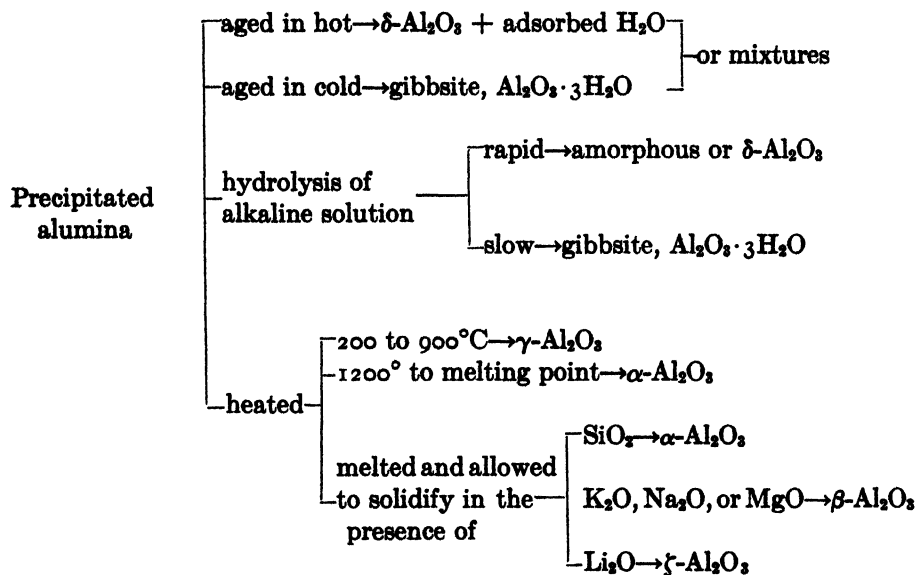 aged in hot→δ-Al₂O₃ + adsorbed H₂O
or mixtures
aged in cold→gibbsite, Al₂O₃·3H₂O
rapid→amorphous or δ-Al₂O₃
Precipitated
alumina
hydrolysis of
alkaline solution
slow→gibbsite, Al₂O₃·3H₂O
heated
200 to 900°C→γ-Al₂O₃
1200° to melting point→α-Al₂O₃
melted and allowed
to solidify in the
presence of
SiO₂→α-Al₂O₃
K₂O, Na₂O, or MgO→β-Al₂O₃
Li₂O→ζ-Al₂O₃